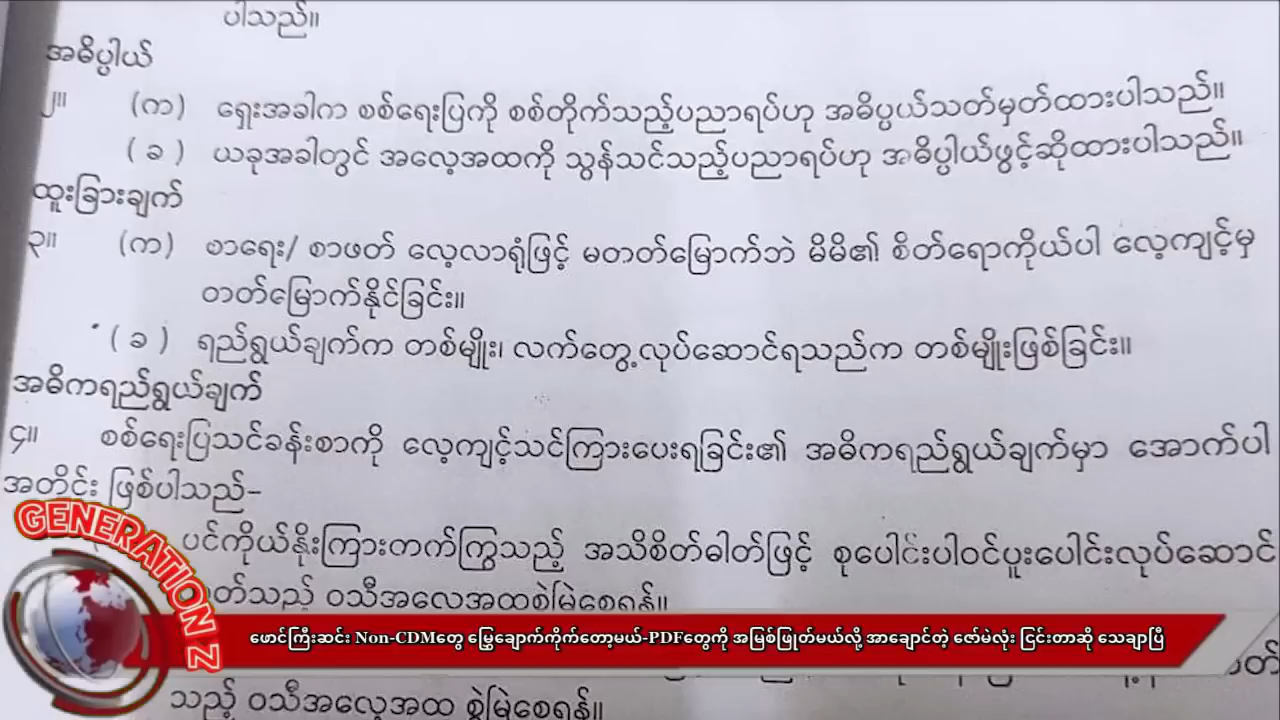 ပါသည်။
အဓိပ္ပါယ်
၂။ (က) ရှေးအခါက စစ်ရေးပြကို စစ်တိုက်သည့်ပညာရပ်ဟု အဓိပ္ပယ်သတ်မှတ်ထားပါသည်။
( ခ ) ယခုအခါတွင် အလေ့အထကို သွန်သင်သည့်ပညာရပ်ဟု အဓိပ္ပါယ်ဖွင့်ဆိုထားပါသည်။
ထူးခြားချက်
၃။ (က) စာရေး/ စာဖတ် လေ့လာရုံဖြင့် မတတ်မြောက်ဘဲ မိမိ၏ စိတ်ရောကိုယ်ပါ လေ့ကျင့်မှ
တတ်မြောက်နိုင်ခြင်း။
( ခ ) ရည်ရွယ်ချက်က တစ်မျိုး၊ လက်တွေ့လုပ်ဆောင်ရသည်က တစ်မျိုးဖြစ်ခြင်း။
အဓိကရည်ရွယ်ချက်
၄။ စစ်ရေးပြသင်ခန်းစာကို လေ့ကျင့်သင်ကြားပေးရခြင်း၏ အဓိကရည်ရွယ်ချက်မှာ အောက်ပါ
အတိုင်း ဖြစ်ပါသည်-
ပင်ကိုယ်နိုးကြားတက်ကြွသည့် အသိစိတ်ဓါတ်ဖြင့် စုပေါင်းပါဝင်ပူးပေါင်းလုပ်ဆောင်
တ်သည့် ဝသီအလေ့အထစွဲမြဲစေရန်။
GENERATION Z
ဖောင်ကြီးဆင်း Non-CDMတွေ မြွေချောက်ကိုက်တော့မယ်-PDFတွေကို အမြစ်ဖြုတ်မယ်လို့ အာချောင်တဲ့ ဇော်မဲလုံး ငြင်းတာဆို သေချာပြီ
သည့် ဝသီအလေ့အထ စွဲမြဲစေရန်။